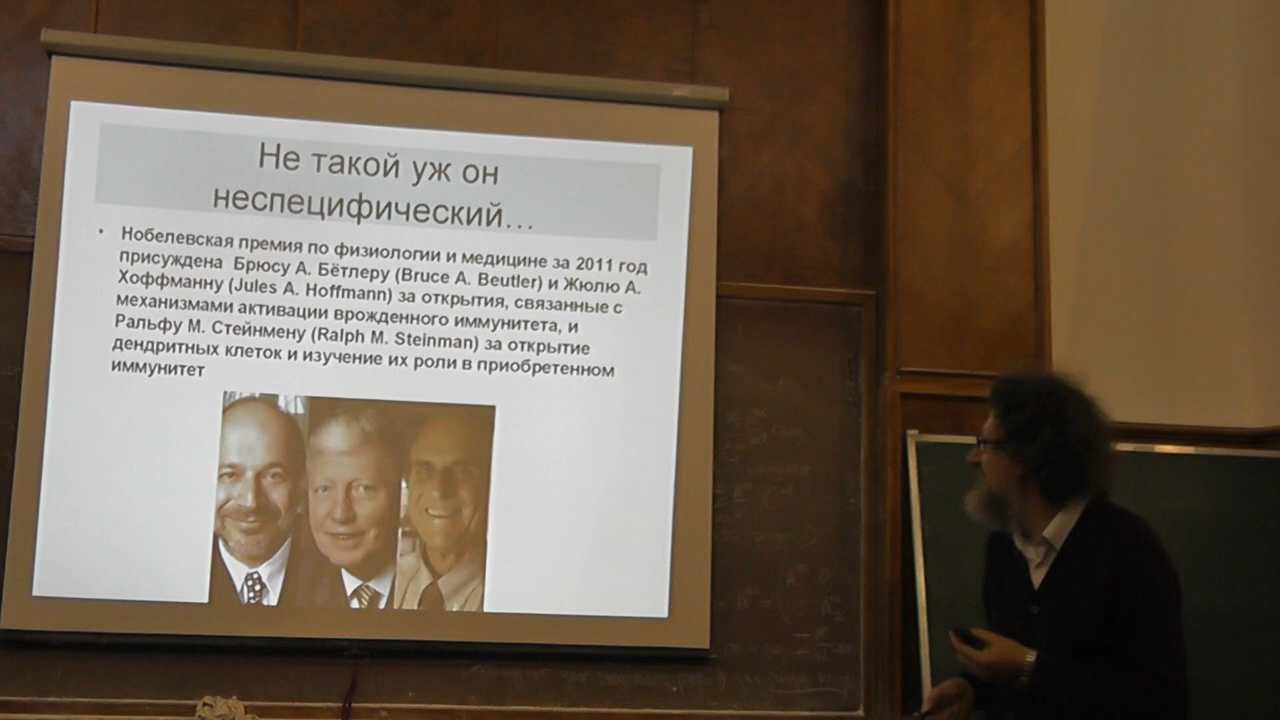 Не такой уж он
неспецифический…
• Нобелевская премия по физиологии и медицине за 2011 год
присуждена Брюсу А. Бётлеру (Bruce A. Beutler) и Жюлю А.
Хоффманну (Jules A. Hoffmann) за открытия, связанные с
механизмами активации врожденного иммунитета, и
Ральфу М. Стейнмену (Ralph M. Steinman) за открытие
дендритных клеток и изучение их роли в приобретенном
иммунитет